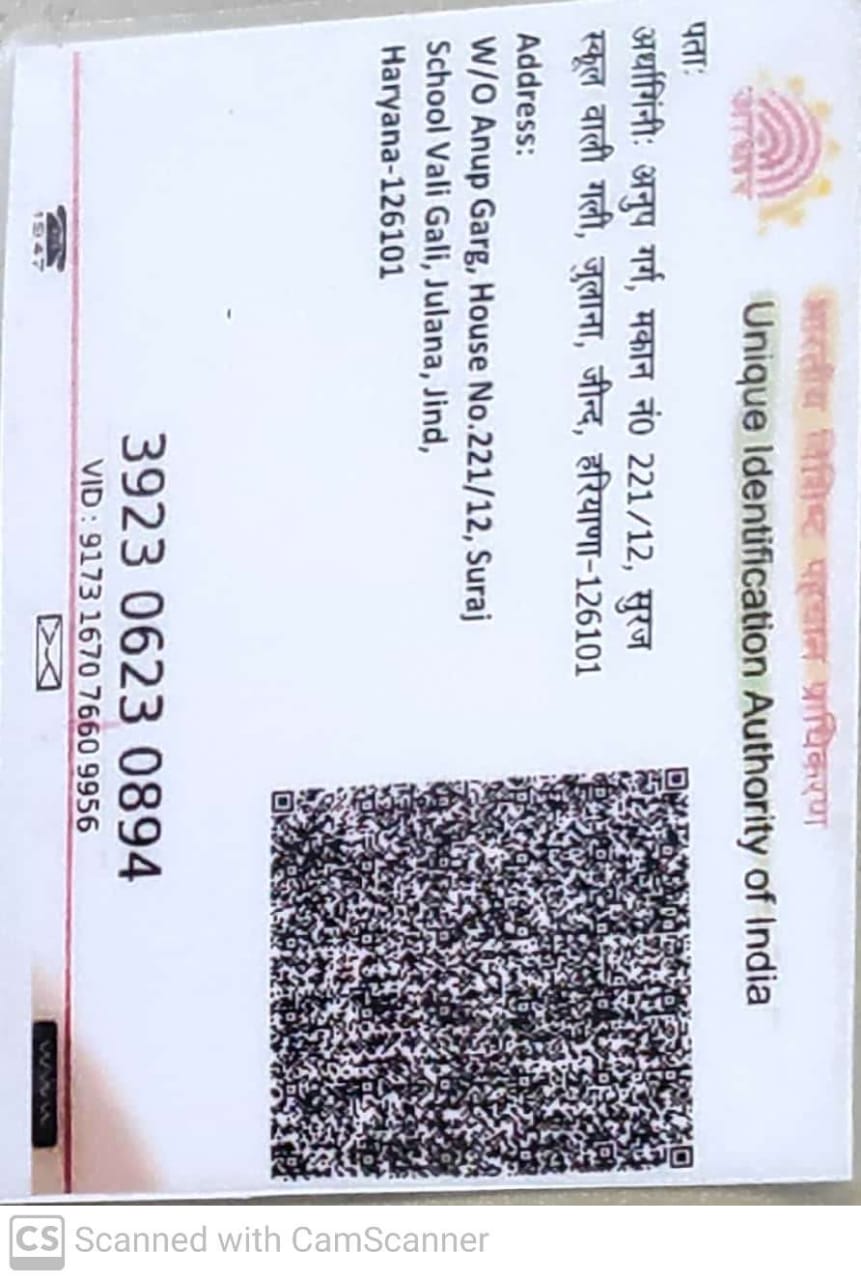 भारतीय विशिष्ट पहचान प्राधिकरण
Unique Identification Authority of India
आधार
पता:
अर्धांगिनी: अनुप गर्ग, मकान नं0 221/12, सुरज
स्कूल वाली गली, जुलाना, जीन्द, हरियाणा-126101
Address:
W/O Anup Garg, House No.221/12, Suraj
School Vali Gali, Julana, Jind,
Haryana-126101
3923 0623 0894
VID : 9173 1670 7660 9956
1947
www
CS Scanned with CamScanner